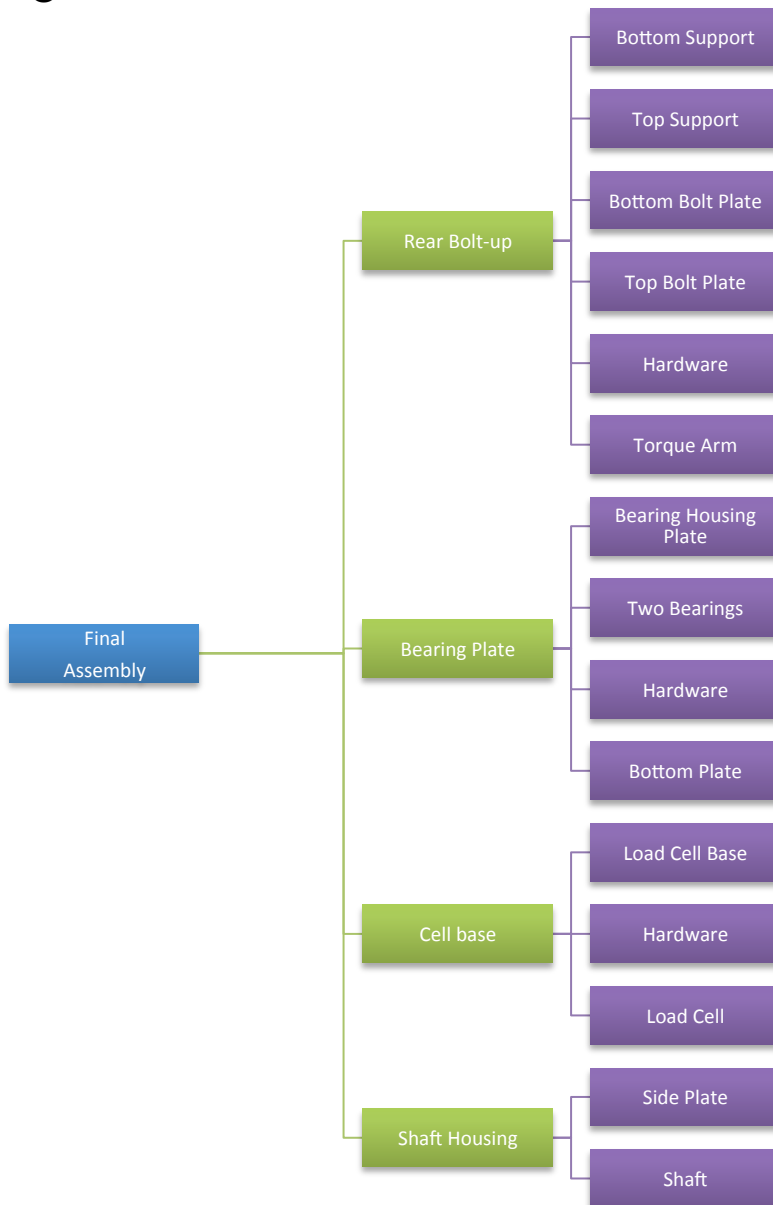 Bottom Support
Top Support
Bottom Bolt Plate
Rear Bolt-up
Top Bolt Plate
Hardware
Torque Arm
Bearing Housing
Plate
Two Bearings
Final
Assembly
Bearing Plate
Hardware
Bottom Plate
Load Cell Base
Cell base
Hardware
Load Cell
Side Plate
Shaft Housing
Shaft